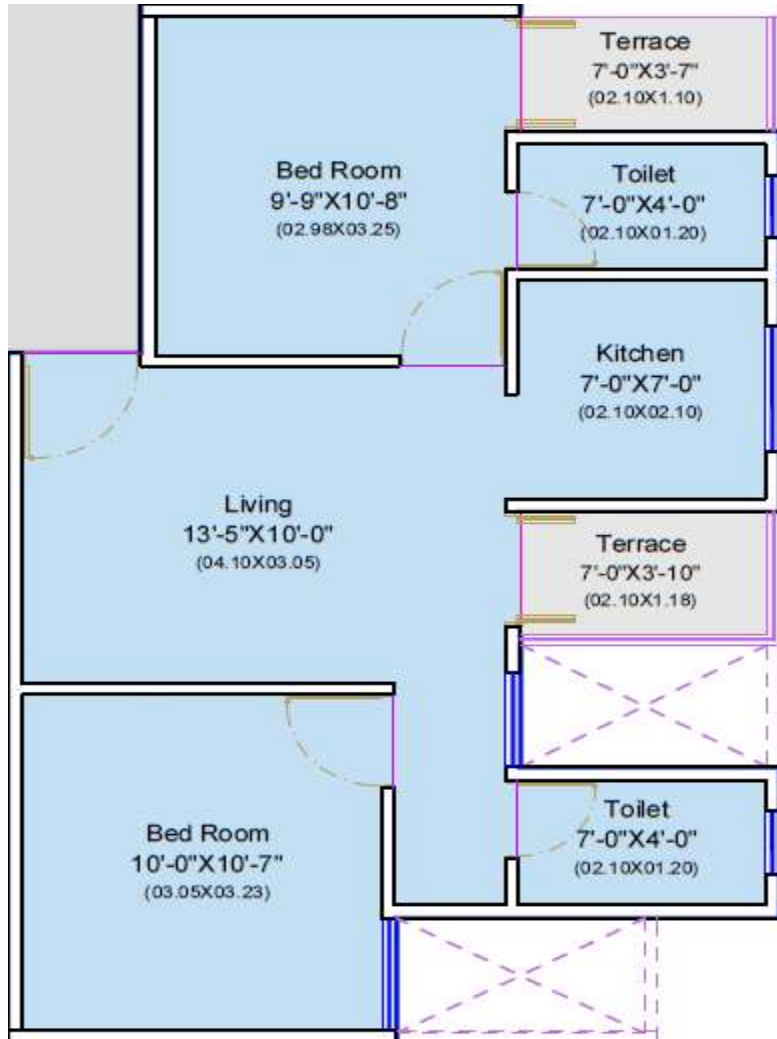 Terrace
7'-0"X3'-7"
(02.10X1.10)
Bed Room
9'-9"X10'-8"
(02.98X03.25)
Toilet
7'-0"X4'-0"
(02.10X01.20)
Kitchen
7'-0"X7'-0"
(02.10X02.10)
Living
13'-5"X10'-0"
(04.10X03.05)
Terrace
7'-0"X3'-10"
(02.10X1.18)
Toilet
7'-0"X4'-0"
(02.10X01.20)
Bed Room
10'-0"X10'-7"
(03.05X03.23)